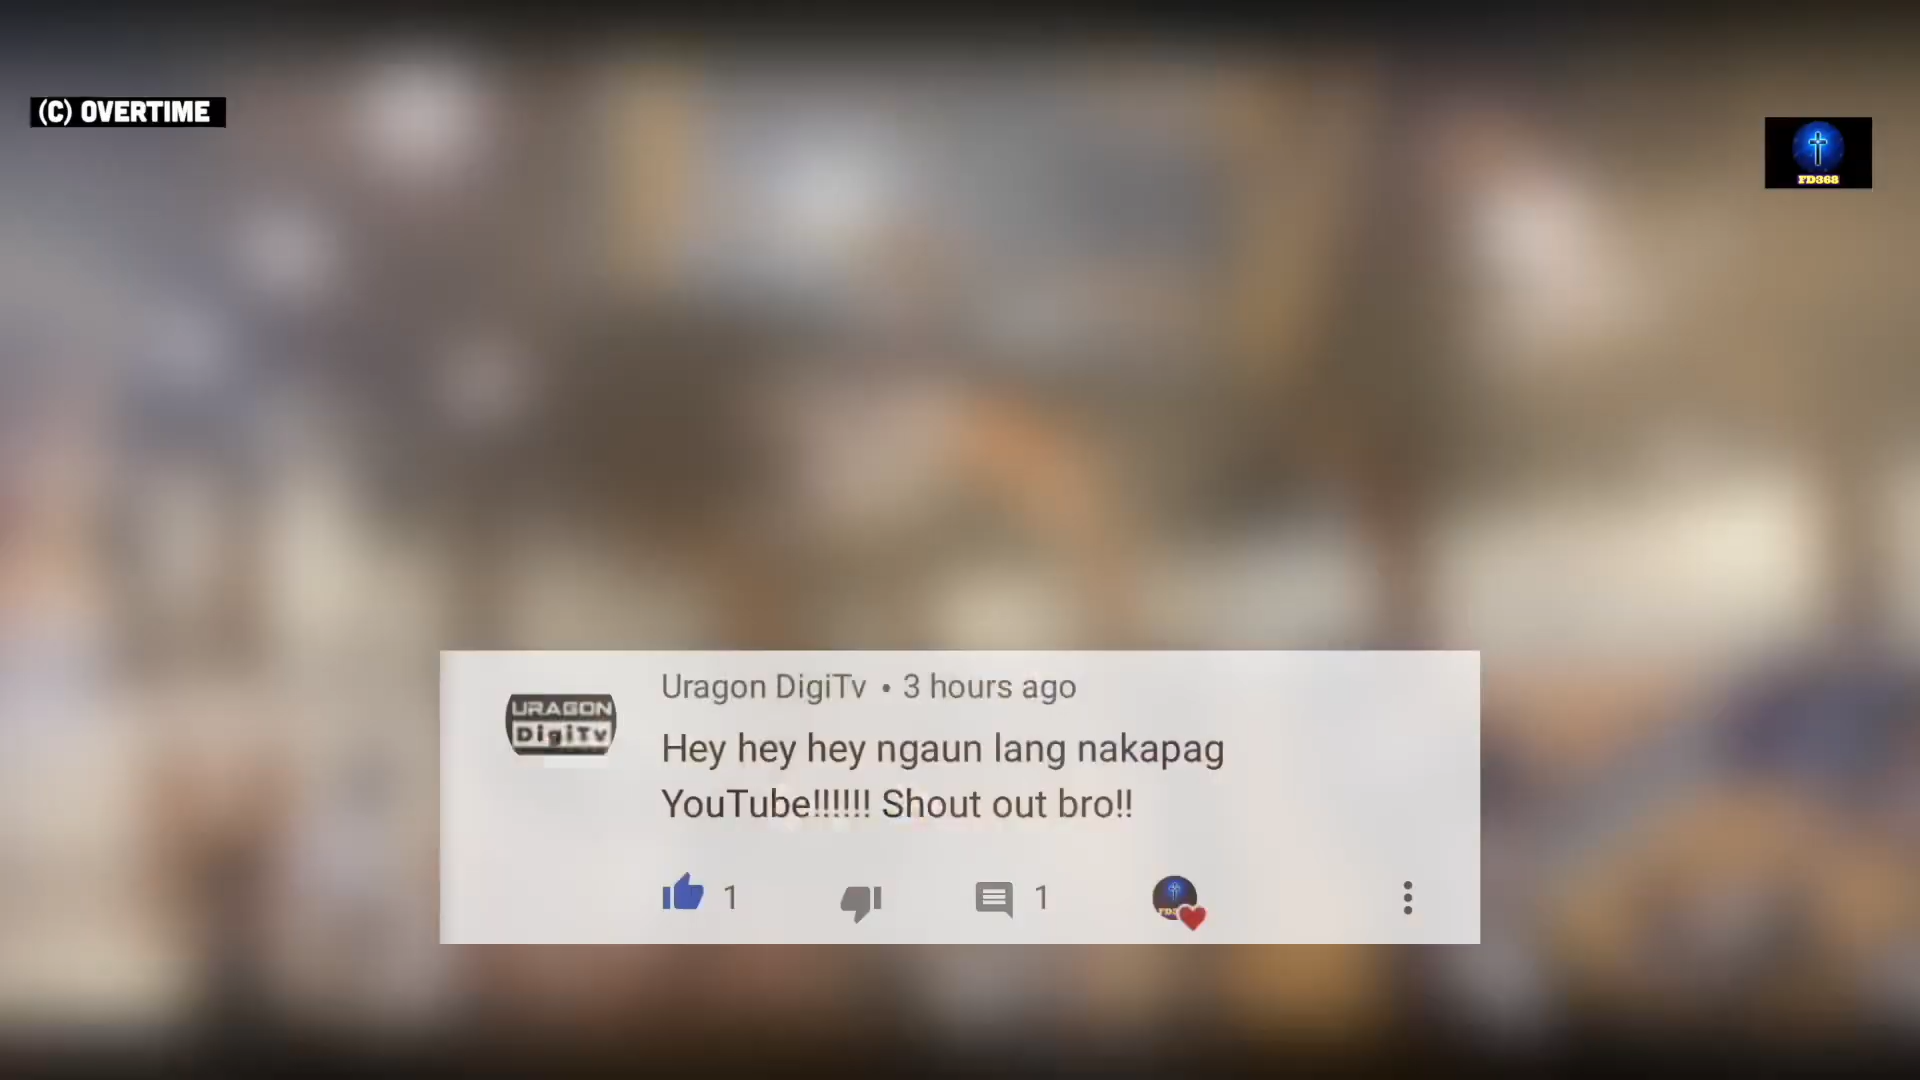 (C) OVERTIME
FD368
Uragon DigiTv • 3 hours ago
URAGON
DigiTv
Hey hey hey ngaun lang nakapag
YouTube!!!!!! Shout out bro!!
1
1